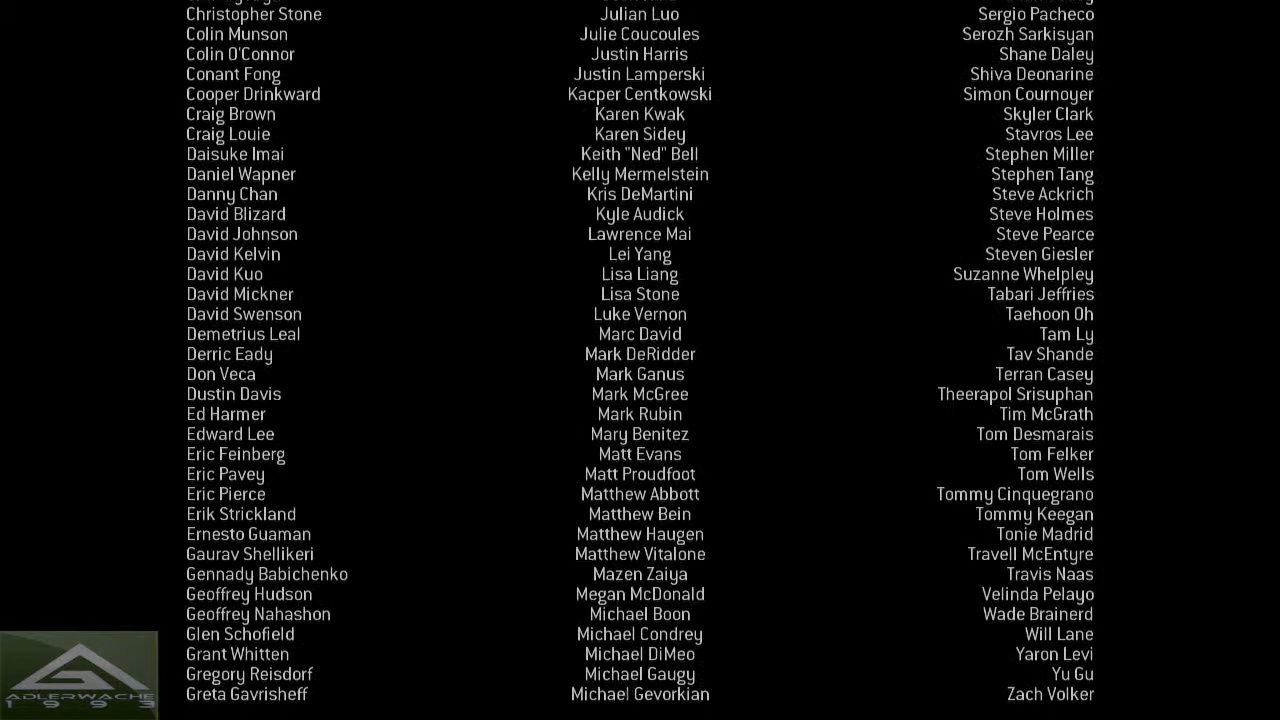 Christopher Stone
Colin Munson
Colin O'Connor
Conant Fong
Cooper Drinkward
Craig Brown
Craig Louie
Daisuke Imai
Daniel Wapner
Danny Chan
David Blizard
David Johnson
David Kelvin
David Kuo
David Mickner
David Swenson
Demetrius Leal
Derric Eady
Don Veca
Dustin Davis
Ed Harmer
Edward Lee
Eric Feinberg
Eric Pavey
Eric Pierce
Erik Strickland
Ernesto Guaman
Gaurav Shellikeri
Gennady Babichenko
Geoffrey Hudson
Geoffrey Nahashon
Glen Schofield
Grant Whitten
Gregory Reisdorf
Greta Gavrisheff
Julian Luo
Julie Coucoules
Justin Harris
Justin Lamperski
Kacper Centkowski
Karen Kwak
Karen Sidey
Keith "Ned" Bell
Kelly Mermelstein
Kris DeMartini
Kyle Audick
Lawrence Mai
Lei Yang
Lisa Liang
Lisa Stone
Luke Vernon
Marc David
Mark DeRidder
Mark Ganus
Mark McGree
Mark Rubin
Mary Benitez
Matt Evans
Matt Proudfoot
Matthew Abbott
Matthew Bein
Matthew Haugen
Matthew Vitalone
Mazen Zaiya
Megan McDonald
Michael Boon
Michael Condrey
Michael DiMeo
Michael Gaugy
Michael Gevorkian
Sergio Pacheco
Serozh Sarkisyan
Shane Daley
Shiva Deonarine
Simon Cournoyer
Skyler Clark
Stavros Lee
Stephen Miller
Stephen Tang
Steve Ackrich
Steve Holmes
Steve Pearce
Steven Giesler
Suzanne Whelpley
Tabari Jeffries
Taehoon Oh
Tam Ly
Tav Shande
Terran Casey
Theerapol Srisuphan
Tim McGrath
Tom Desmarais
Tom Felker
Tom Wells
Tommy Cinquegrano
Tommy Keegan
Tonie Madrid
Travell McEntyre
Travis Naas
Velinda Pelayo
Wade Brainerd
Will Lane
Yaron Levi
Yu Gu
Zach Volker
ADLERWACHE
1993